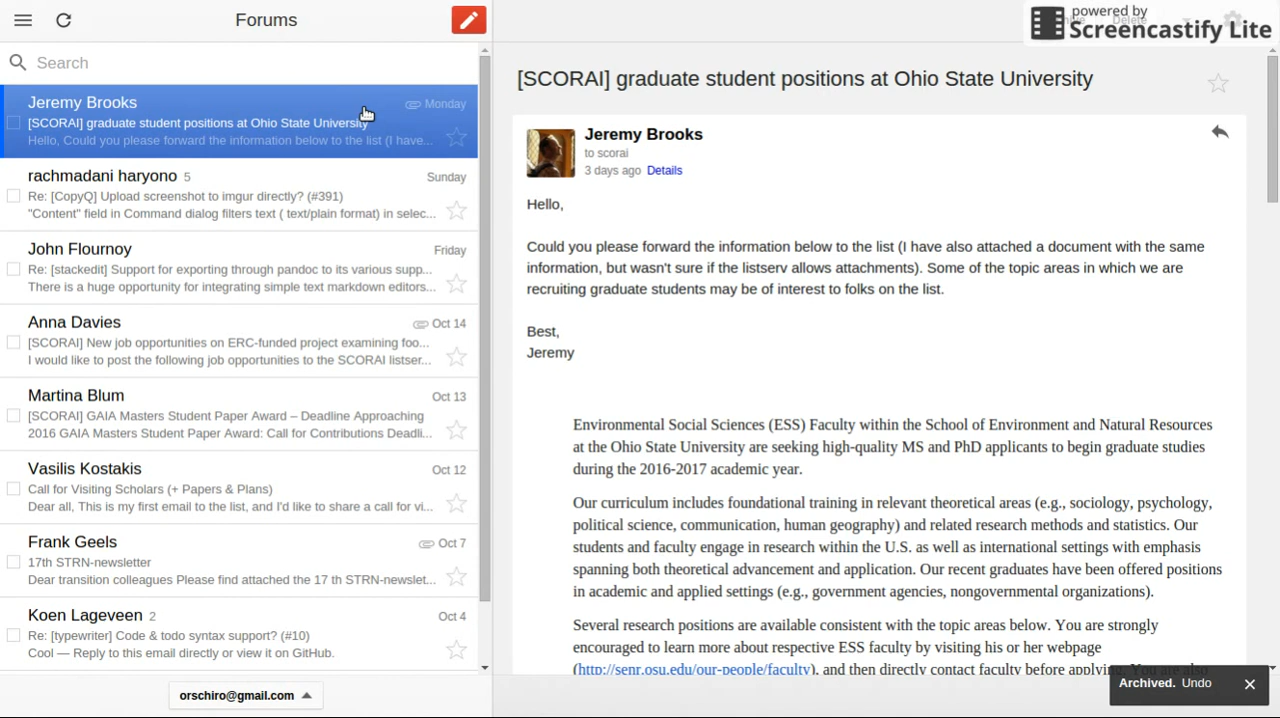 Forums
Search
Jeremy Brooks
Monday
[SCORAI] graduate student positions at Ohio State University
Hello, Could you please forward the information below to the list (I have...
rachmadani haryono 5
Sunday
Re: [CopyQ] Upload screenshot to imgur directly? (#391)
"Content" field in Command dialog filters text ( text/plain format) in selec...
John Flournoy
Friday
Re: [stackedit] Support for exporting through pandoc to its various supp...
There is a huge opportunity for integrating simple text markdown editors...
Anna Davies
Oct 14
[SCORAI] New job opportunities on ERC-funded project examining foo...
I would like to post the following job opportunities to the SCORAI listser...
Martina Blum
Oct 13
[SCORAI] GAIA Masters Student Paper Award – Deadline Approaching
2016 GAIA Masters Student Paper Award: Call for Contributions Deadli...
Vasilis Kostakis
Oct 12
Call for Visiting Scholars (+ Papers & Plans)
Dear all, This is my first email to the list, and I'd like to share a call for vi...
Frank Geels
Oct 7
17th STRN-newsletter
Dear transition colleagues Please find attached the 17 th STRN-newslet...
Koen Lageveen 2
Oct 4
Re: [typewriter] Code & todo syntax support? (#10)
Cool — Reply to this email directly or view it on GitHub.
orschiro@gmail.com
powered by
Screencastify Lite
Delete
[SCORAI] graduate student positions at Ohio State University
Jeremy Brooks
to scorai
3 days ago Details
Hello,
Could you please forward the information below to the list (I have also attached a document with the same
information, but wasn't sure if the listserv allows attachments). Some of the topic areas in which we are
recruiting graduate students may be of interest to folks on the list.
Best,
Jeremy
Environmental Social Sciences (ESS) Faculty within the School of Environment and Natural Resources
at the Ohio State University are seeking high-quality MS and PhD applicants to begin graduate studies
during the 2016-2017 academic year.
Our curriculum includes foundational training in relevant theoretical areas (e.g., sociology, psychology,
political science, communication, human geography) and related research methods and statistics. Our
students and faculty engage in research within the U.S. as well as international settings with emphasis
spanning both theoretical advancement and application. Our recent graduates have been offered positions
in academic and applied settings (e.g., government agencies, nongovernmental organizations).
Several research positions are available consistent with the topic areas below. You are strongly
encouraged to learn more about respective ESS faculty by visiting his or her webpage
(http://senr.osu.edu/our-people/faculty), and then directly contact faculty before applying. You are also
Archived. Undo